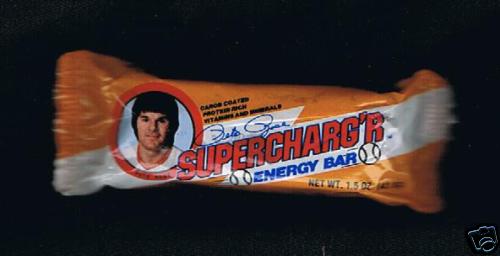 CAROB COATED
PROTEIN RICH
VITAMINS AND MINERALS
Pete Rose
SUPERCHARG'R
ENERGY BAR
NET WT. 1.5 OZ.